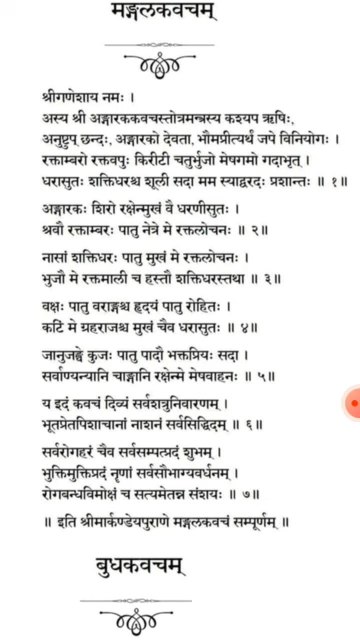 मङ्गलकवचम्
श्रीगणेशाय नमः ।
अस्य श्री अङ्गारककवचस्तोत्रमन्त्रस्य कश्यप ऋषिः,
अनुष्टुप् छन्दः, अङ्गारको देवता, भौमप्रीत्यर्थं जपे विनियोगः ।
रक्ताम्बरो रक्तवपुः किरीटी चतुर्भुजो मेषगमो गदाभृत् ।
धरासुतः शक्तिधरश्च शूली सदा मम स्याद्वरदः प्रशान्तः ॥ १॥
अङ्गारकः शिरो रक्षेन्मुखं वै धरणीसुतः ।
श्रवौ रक्ताम्बरः पातु नेत्रे मे रक्तलोचनः ॥ २॥
नासां शक्तिधरः पातु मुखं मे रक्तलोचनः ।
भुजौ मे रक्तमाली च हस्तौ शक्तिधरस्तथा ॥ ३॥
वक्षः पातु वराङ्गश्च हृदयं पातु रोहितः ।
कटिं मे ग्रहराजश्च मुखं चैव धरासुतः ॥ ४॥
जानुजङ्घे कुजः पातु पादौ भक्तप्रियः सदा ।
सर्वाण्यन्यानि चाङ्गानि रक्षेन्मे मेषवाहनः ॥ ५॥
य इदं कवचं दिव्यं सर्वशत्रुनिवारणम् ।
भूतप्रेतपिशाचानां नाशनं सर्वसिद्धिदम् ॥ ६॥
सर्वरोगहरं चैव सर्वसम्पत्प्रदं शुभम् ।
भुक्तिमुक्तिप्रदं नॄणां सर्वसौभाग्यवर्धनम् ।
रोगबन्धविमोक्षं च सत्यमेतन्न संशयः ॥ ७॥
॥ इति श्रीमार्कण्डेयपुराणे मङ्गलकवचं सम्पूर्णम् ॥
बुधकवचम्